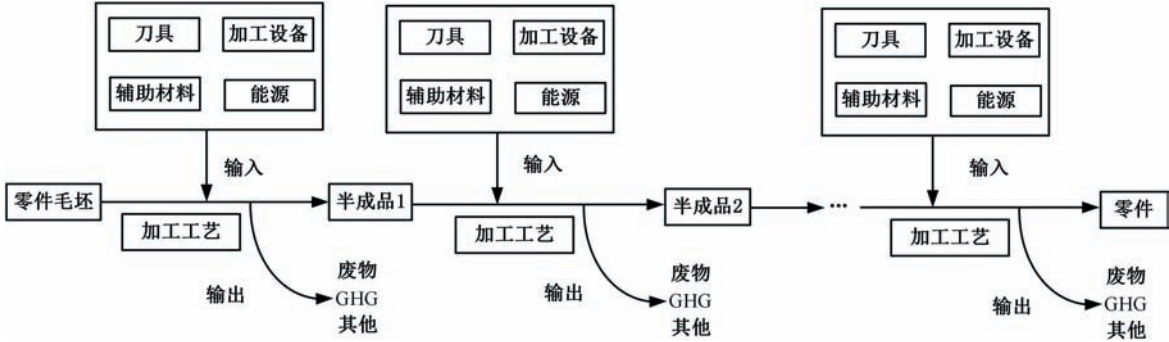 刀具 加工设备 刀具 加工设备 刀具 加工设备
辅助材料 能源 辅助材料 能源 辅助材料 能源
输入 输入 输入
零件毛坯 半成品1 半成品2 ... 零件
加工工艺 加工工艺 加工工艺
输出 输出 输出
废物 废物 废物
GHG GHG GHG
其他 其他 其他